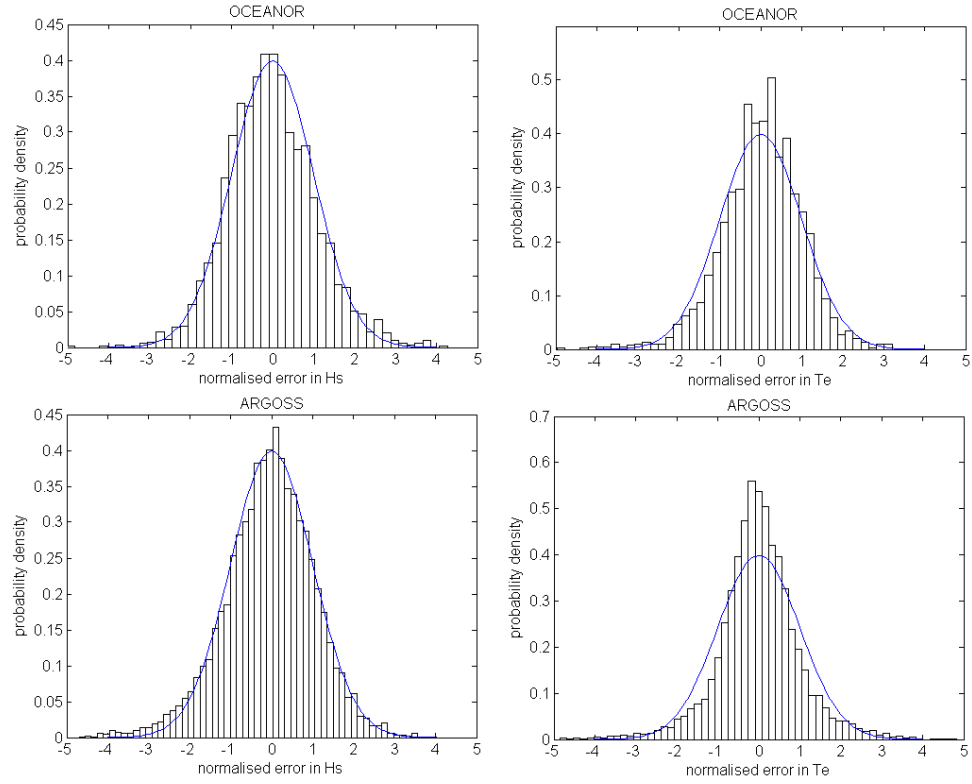 OCEANOR
0.45
0.4
0.35
0.3
0.25
0.2
0.15
0.1
0.05
0
probability density
-5 -4 -3 -2 -1 0 1 2 3 4 5
normalised error in Hs
OCEANOR
0.5
0.4
0.3
0.2
0.1
0
probability density
-5 -4 -3 -2 -1 0 1 2 3 4 5
normalised error in Te
ARGOSS
0.45
0.4
0.35
0.3
0.25
0.2
0.15
0.1
0.05
0
probability density
-5 -4 -3 -2 -1 0 1 2 3 4 5
normalised error in Hs
ARGOSS
0.7
0.6
0.5
0.4
0.3
0.2
0.1
0
probability density
-5 -4 -3 -2 -1 0 1 2 3 4 5
normalised error in Te